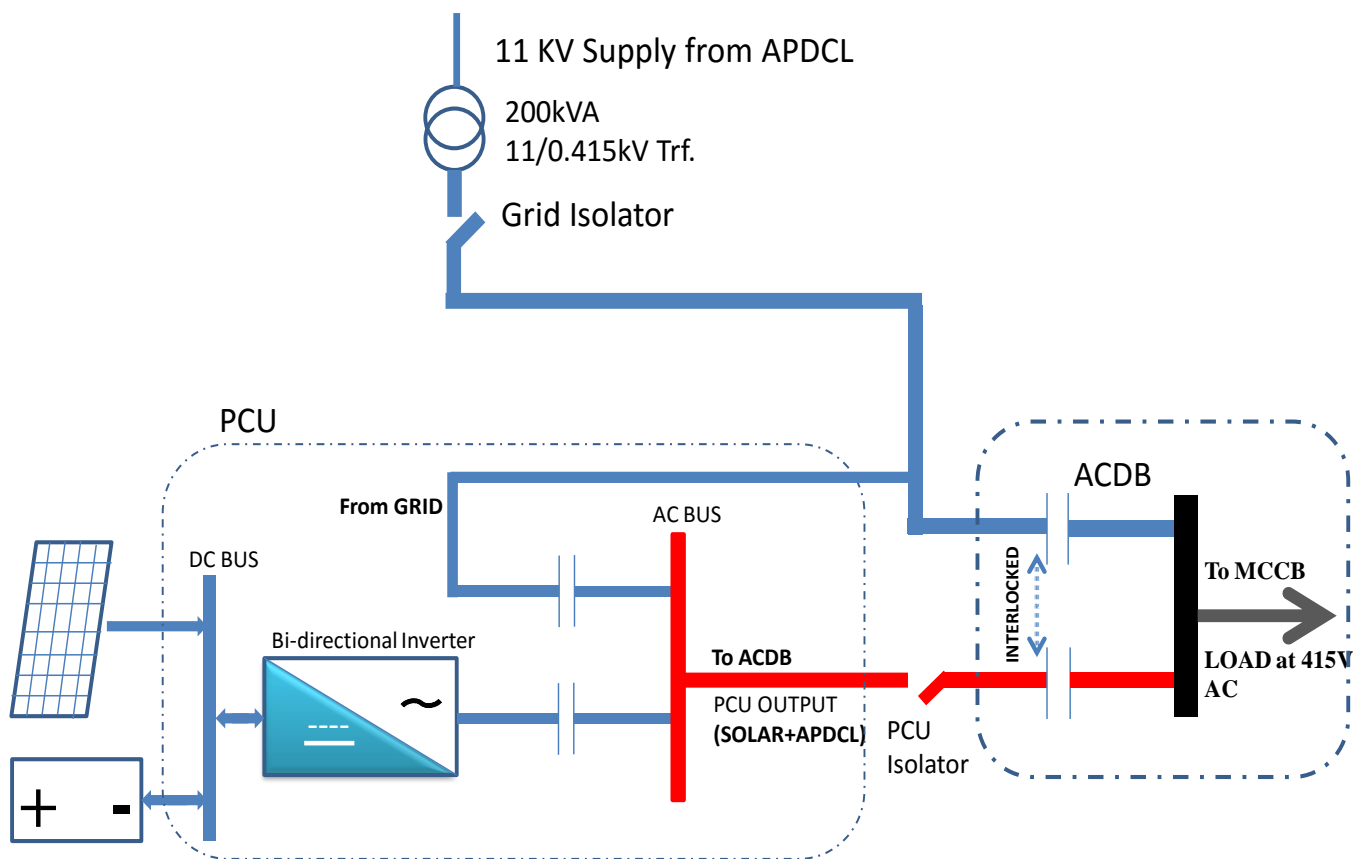 11 KV Supply from APDCL
200kVA
11/0.415kV Trf.
Grid Isolator
PCU
ACDB
From GRID
AC BUS
DC BUS
INTERLOCKED
To MCCB
Bi-directional Inverter
To ACDB
LOAD at 415V
AC
PCU OUTPUT
(SOLAR+APDCL)
PCU
Isolator
+ -